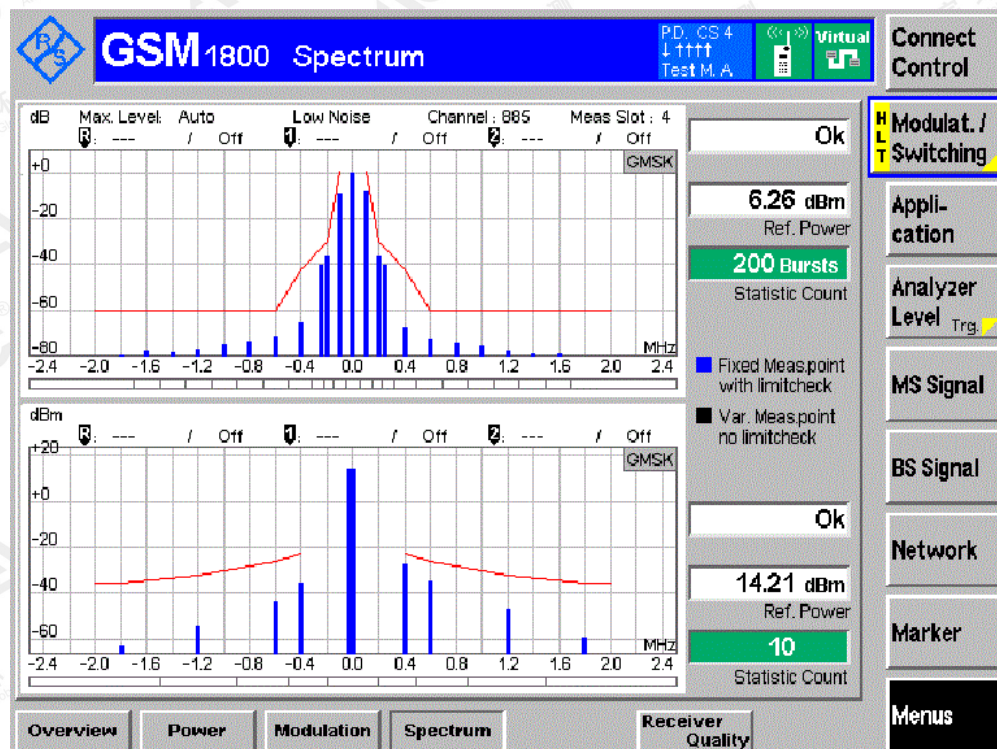 R&S
GSM 1800 Spectrum
P.D. CS 4
↓ ↑↑↑↑
Test M. A.
Virtual
Connect
Control
dB Max. Level: Auto Low Noise Channel : 885 Meas Slot : 4
R: --- / Off 1: --- / Off 2: --- / Off
GMSK
+0
-20
-40
-60
-80
MHz
-2.4 -2.0 -1.6 -1.2 -0.8 -0.4 0.0 0.4 0.8 1.2 1.6 2.0 2.4
Ok
6.26 dBm
Ref. Power
200 Bursts
Statistic Count
Fixed Meas.point
with limitcheck
Var. Meas.point
no limitcheck
dBm
R: --- / Off 1: --- / Off 2: --- / Off
GMSK
+20
+0
-20
-40
-60
MHz
-2.4 -2.0 -1.6 -1.2 -0.8 -0.4 0.0 0.4 0.8 1.2 1.6 2.0 2.4
Ok
14.21 dBm
Ref. Power
10
Statistic Count
HLT
Modulat. /
Switching
Appli-
cation
Analyzer
Level Trg.
MS Signal
BS Signal
Network
Marker
Menus
Overview
Power
Modulation
Spectrum
Receiver
Quality